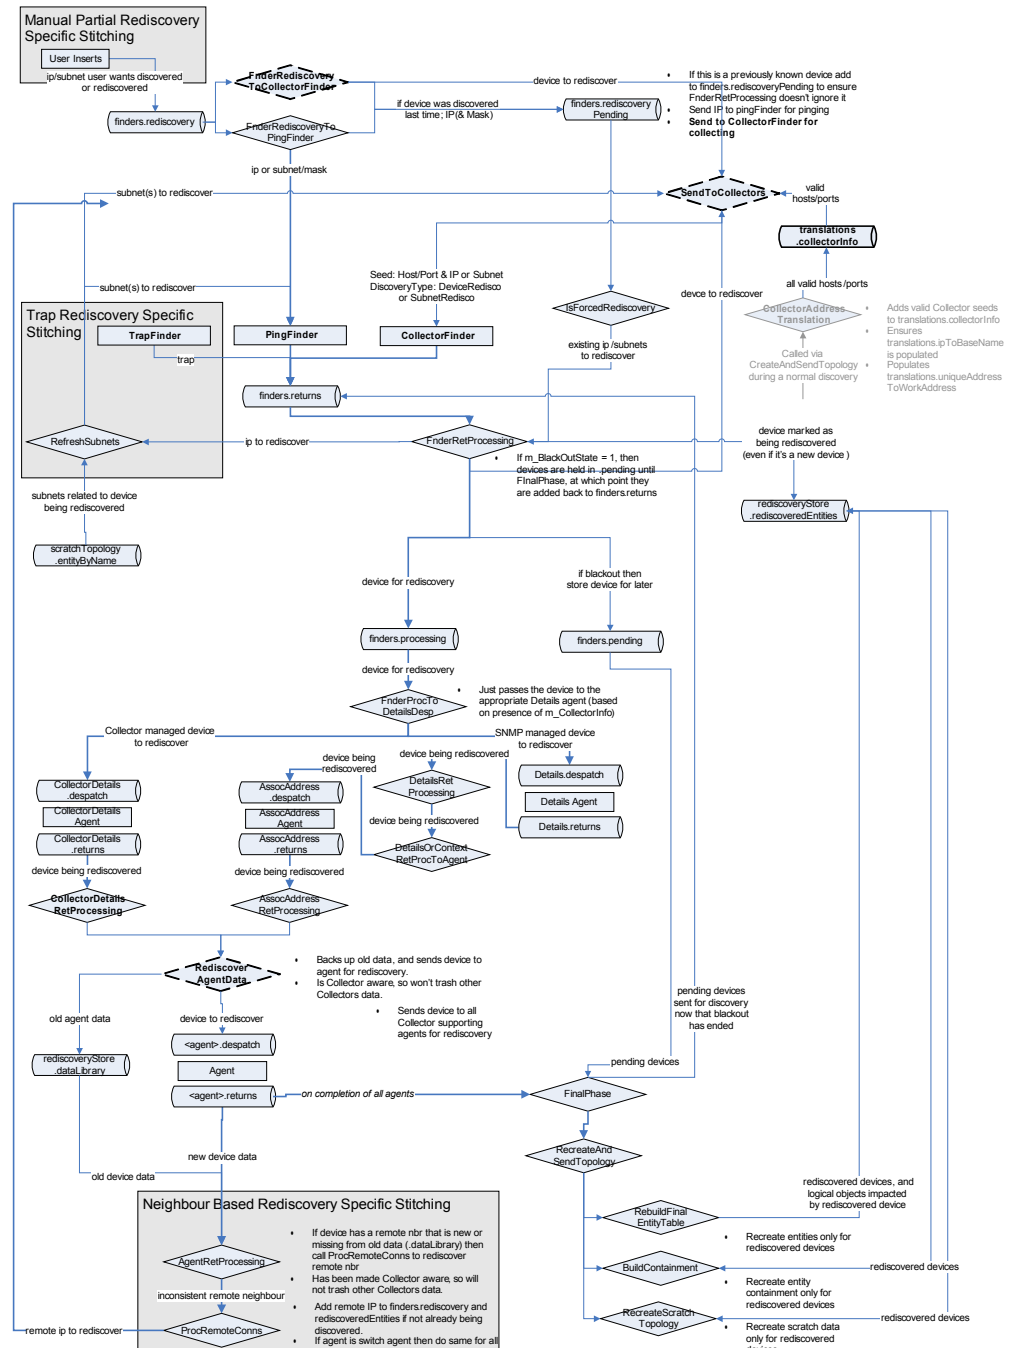 Manual Partial Rediscovery
Specific Stitching
User Inserts
ip/subnet user wants discovered
or rediscovered
finders.rediscovery
FnderRediscovery
ToCollectorFinder
FnderRediscoveryTo
PingFinder
device to rediscover
if device was discovered
last time; IP(& Mask)
finders.rediscovery
Pending
• If this is a previously known device add
to finders.rediscoveryPending to ensure
FnderRetProcessing doesn't ignore it
• Send IP to pingFinder for pinging
• Send to CollectorFinder for
collecting
ip or subnet/mask
subnet(s) to rediscover
SendToCollectors
valid
hosts/ports
translations
.collectorInfo
all valid hosts /ports
subnet(s) to rediscover
Seed: Host/Port & IP or Subnet
DiscoveryType: DeviceRedisco
or SubnetRedisco
device to rediscover
IsForcedRediscovery
CollectorAddress
Translation
• Adds valid Collector seeds
to translations.collectorInfo
• Ensures
translations.ipToBaseName
is populated
• Populates
translations.uniqueAddress
ToWorkAddress
Called via
CreateAndSendTopology
during a normal discovery
Trap Rediscovery Specific
Stitching
TrapFinder
PingFinder
CollectorFinder
trap
existing ip /subnets
to rediscover
finders.returns
RefreshSubnets
ip to rediscover
FnderRetProcessing
device marked as
being rediscovered
(even if it's a new device )
• If m_BlackOutState = 1, then
devices are held in .pending until
FInalPhase, at which point they
are added back to finders.returns
subnets related to device
being rediscovered
rediscoveryStore
.rediscoveredEntities
scratchTopology
.entityByName
device for rediscovery
if blackout then
store device for later
finders.processing
finders.pending
device for rediscovery
FnderProcTo
DetailsDesp
• Just passes the device to the
appropriate Details agent (based
on presence of m_CollectorInfo)
Collector managed device
to rediscover
SNMP managed device
to rediscover
device being
rediscovered
device being rediscovered
CollectorDetails
.despatch
CollectorDetails
Agent
CollectorDetails
.returns
AssocAddress
.despatch
AssocAddress
Agent
AssocAddress
.returns
DetailsRet
Processing
device being rediscovered
DetailsOrContext
RetProcToAgent
Details.despatch
Details Agent
Details.returns
device being rediscovered
device being rediscovered
CollectorDetails
RetProcessing
AssocAddress
RetProcessing
Rediscover
AgentData
• Backs up old data, and sends device to
agent for rediscovery.
• Is Collector aware, so won't trash other
Collectors data.
• Sends device to all
Collector supporting
agents for rediscovery
pending devices
sent for discovery
now that blackout
has ended
old agent data
device to rediscover
<agent>.despatch
rediscoveryStore
.dataLibrary
Agent
pending devices
<agent>.returns
on completion of all agents
FinalPhase
new device data
RecreateAnd
SendTopology
old device data
rediscovered devices, and
logical objects impacted
by rediscovered device
Neighbour Based Rediscovery Specific Stitching
RebuildFinal
EntityTable
• Recreate entities only for
rediscovered devices
• If device has a remote nbr that is new or
missing from old data (.dataLibrary) then
call ProcRemoteConns to rediscover
remote nbr
• Has been made Collector aware, so will
not trash other Collectors data.
AgentRetProcessing
BuildContainment
rediscovered devices
• Recreate entity
containment only for
rediscovered devices
inconsistent remote neighbour
• Add remote IP to finders.rediscovery and
rediscoveredEntities if not already being
discovered.
• If agent is switch agent then do same for all
remote ip to rediscover
ProcRemoteConns
RecreateScratch
Topology
rediscovered devices
• Recreate scratch data
only for rediscovered